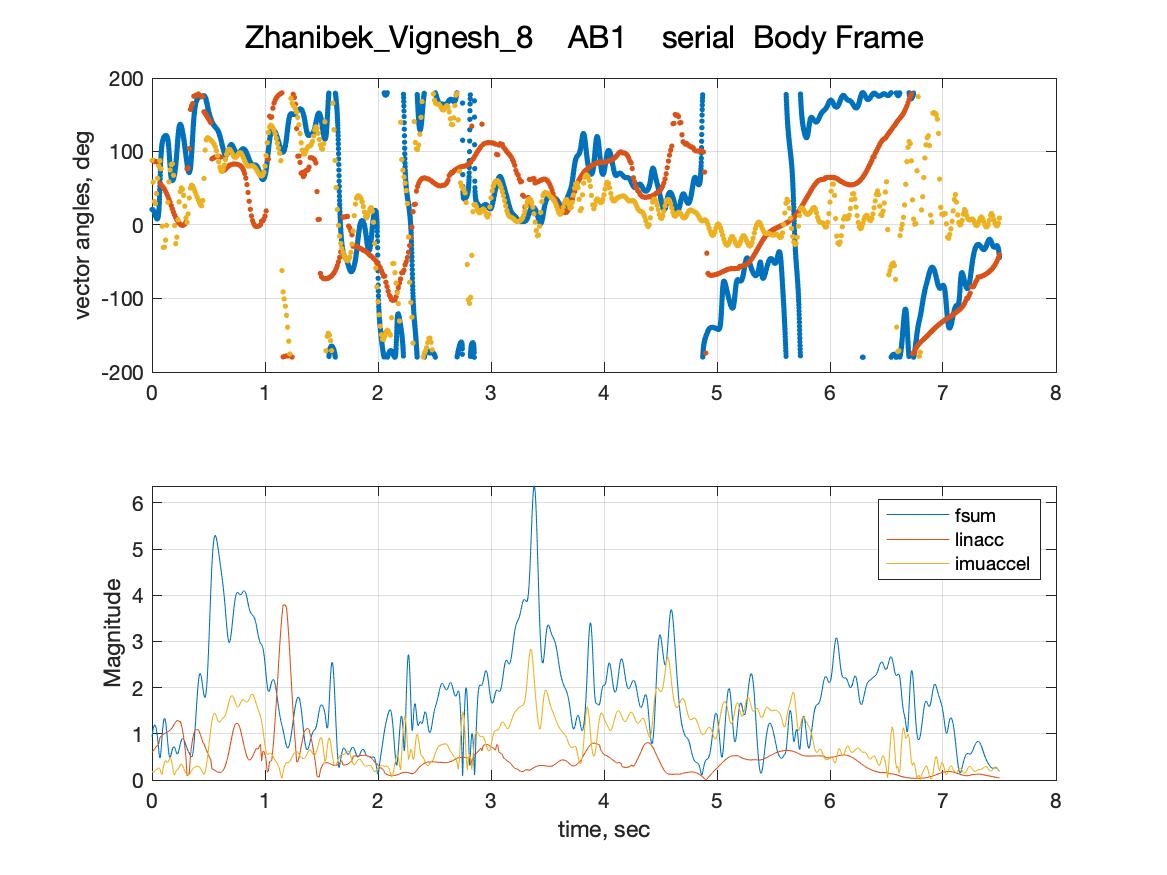 Zhanibek_Vignesh_8 AB1 serial Body Frame
200
100
0
-100
-200
vector angles, deg
0 1 2 3 4 5 6 7 8
6
5
4
3
2
1
0
Magnitude
fsum
linacc
imuaccel
0 1 2 3 4 5 6 7 8
time, sec